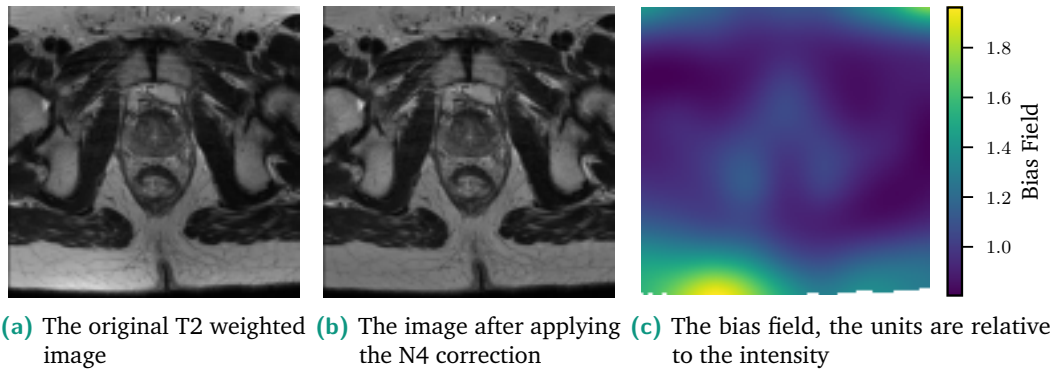 1.8
1.6
1.4
1.2
1.0
Bias Field
(a) The original T2 weighted
image
(b) The image after applying
the N4 correction
(c) The bias field, the units are relative
to the intensity